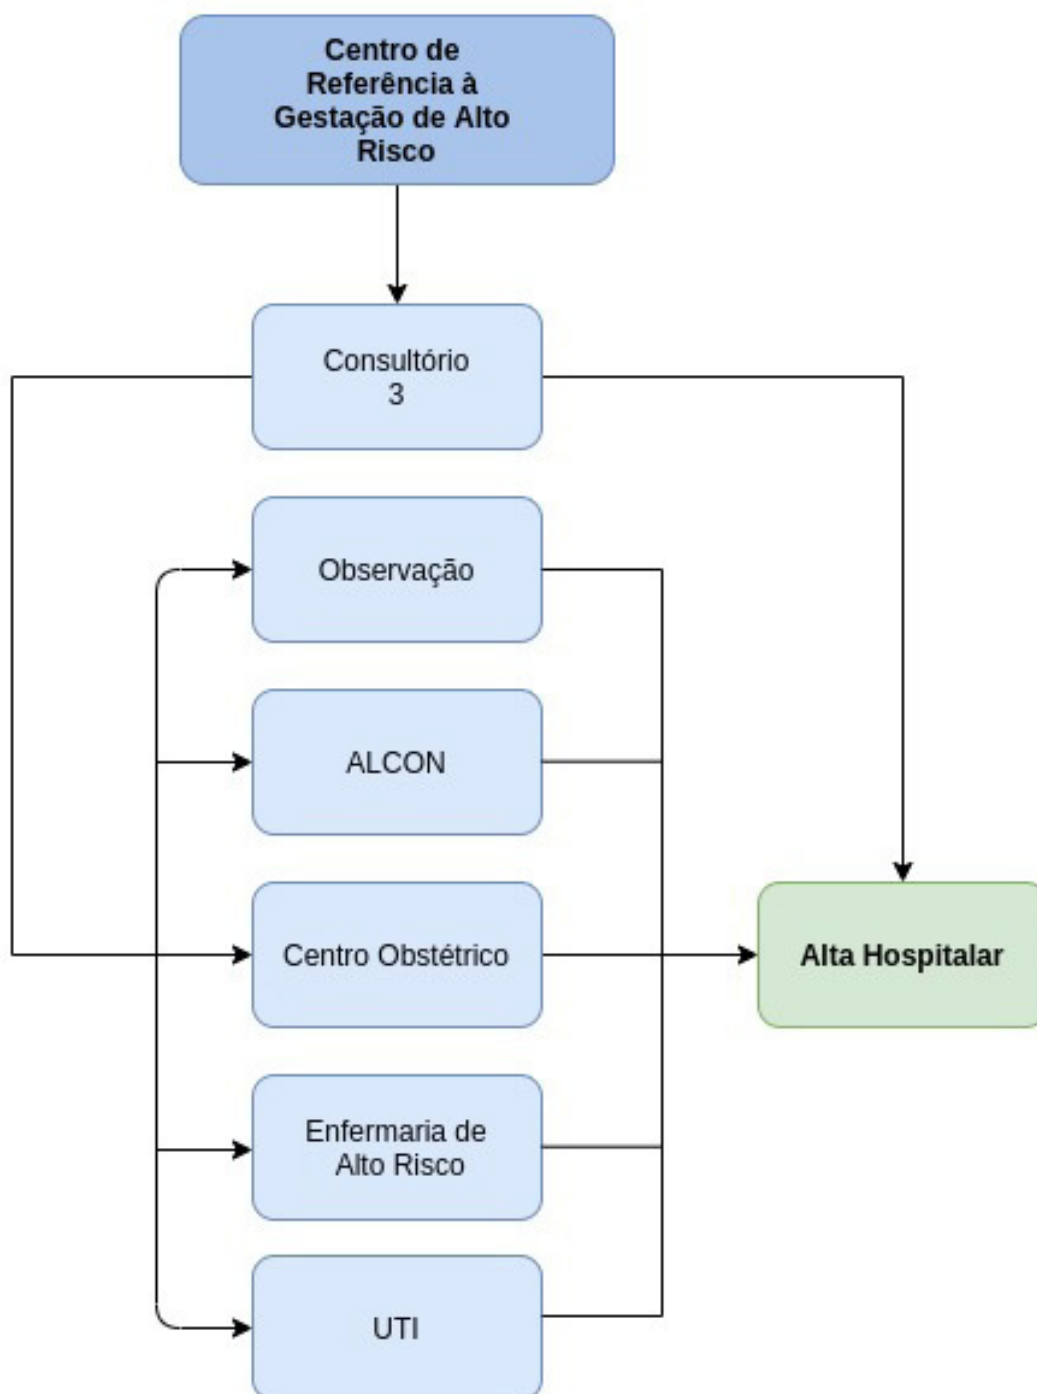 Centro de
Referência à
Gestação de Alto
Risco
Consultório
3
Observação
ALCON
Centro Obstétrico
Alta Hospitalar
Enfermaria de
Alto Risco
UTI